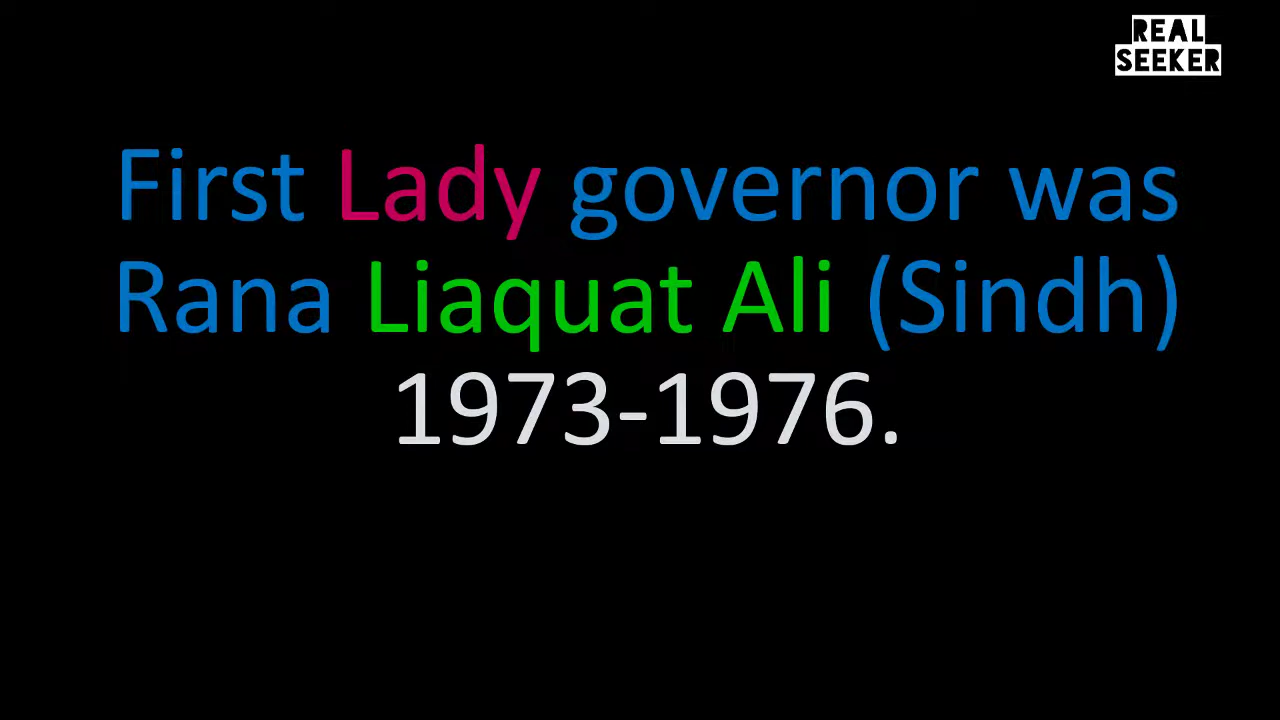 REAL
SEEKER
First Lady governor was
Rana Liaquat Ali (Sindh)
1973-1976.